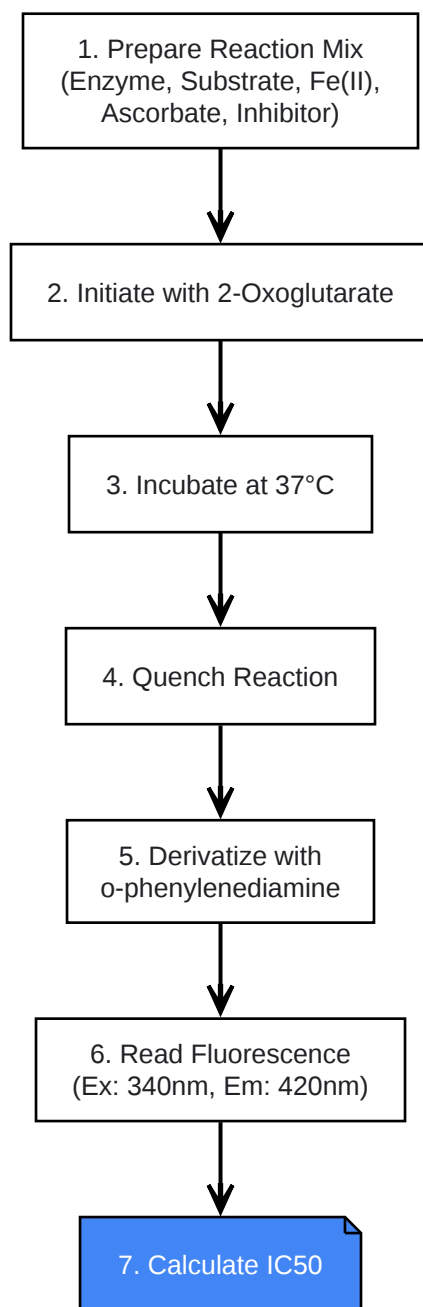 1. Prepare Reaction Mix
(Enzyme, Substrate, Fe(II),
Ascorbate, Inhibitor)
2. Initiate with 2-Oxoglutarate
3. Incubate at 37°C
4. Quench Reaction
5. Derivatize with
o-phenylenediamine
6. Read Fluorescence
(Ex: 340nm, Em: 420nm)
7. Calculate IC50